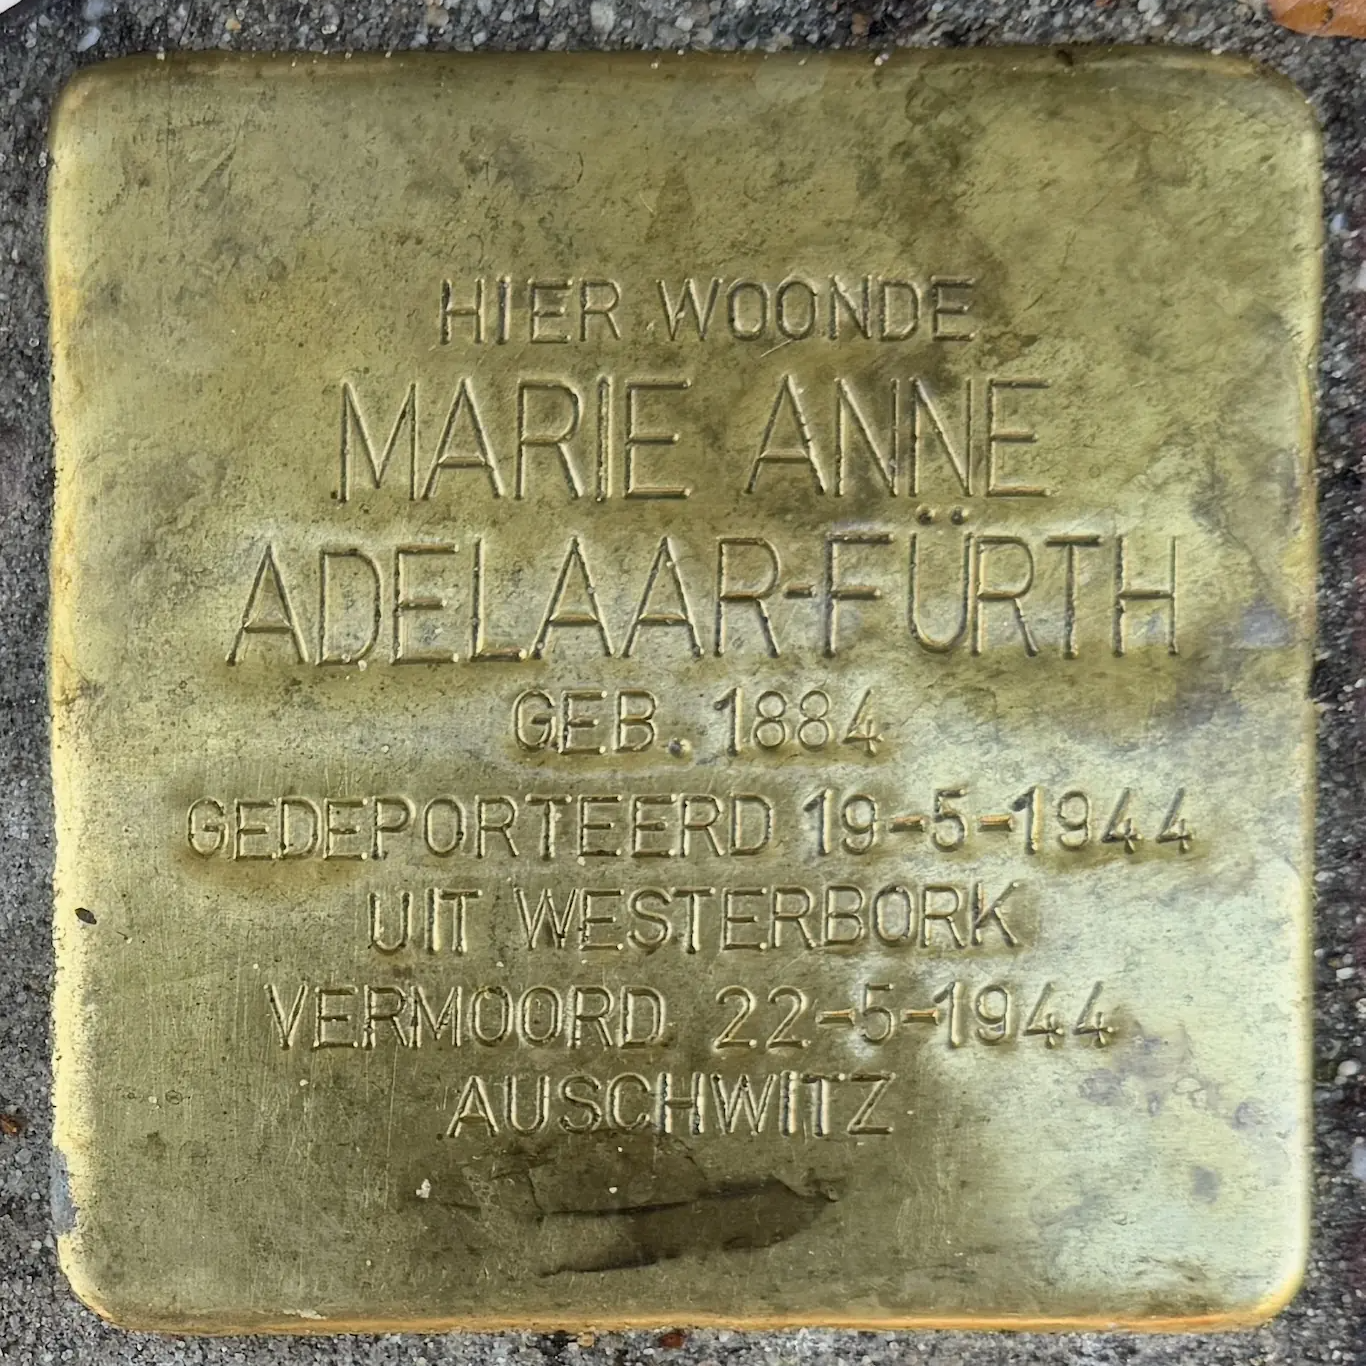 HIER WOONDE
MARIE ANNE
ADELAAR-FÜRTH
GEB. 1884
GEDEPORTEERD 19-5-1944
UIT WESTERBORK
VERMOORD 22-5-1944
AUSCHWITZ